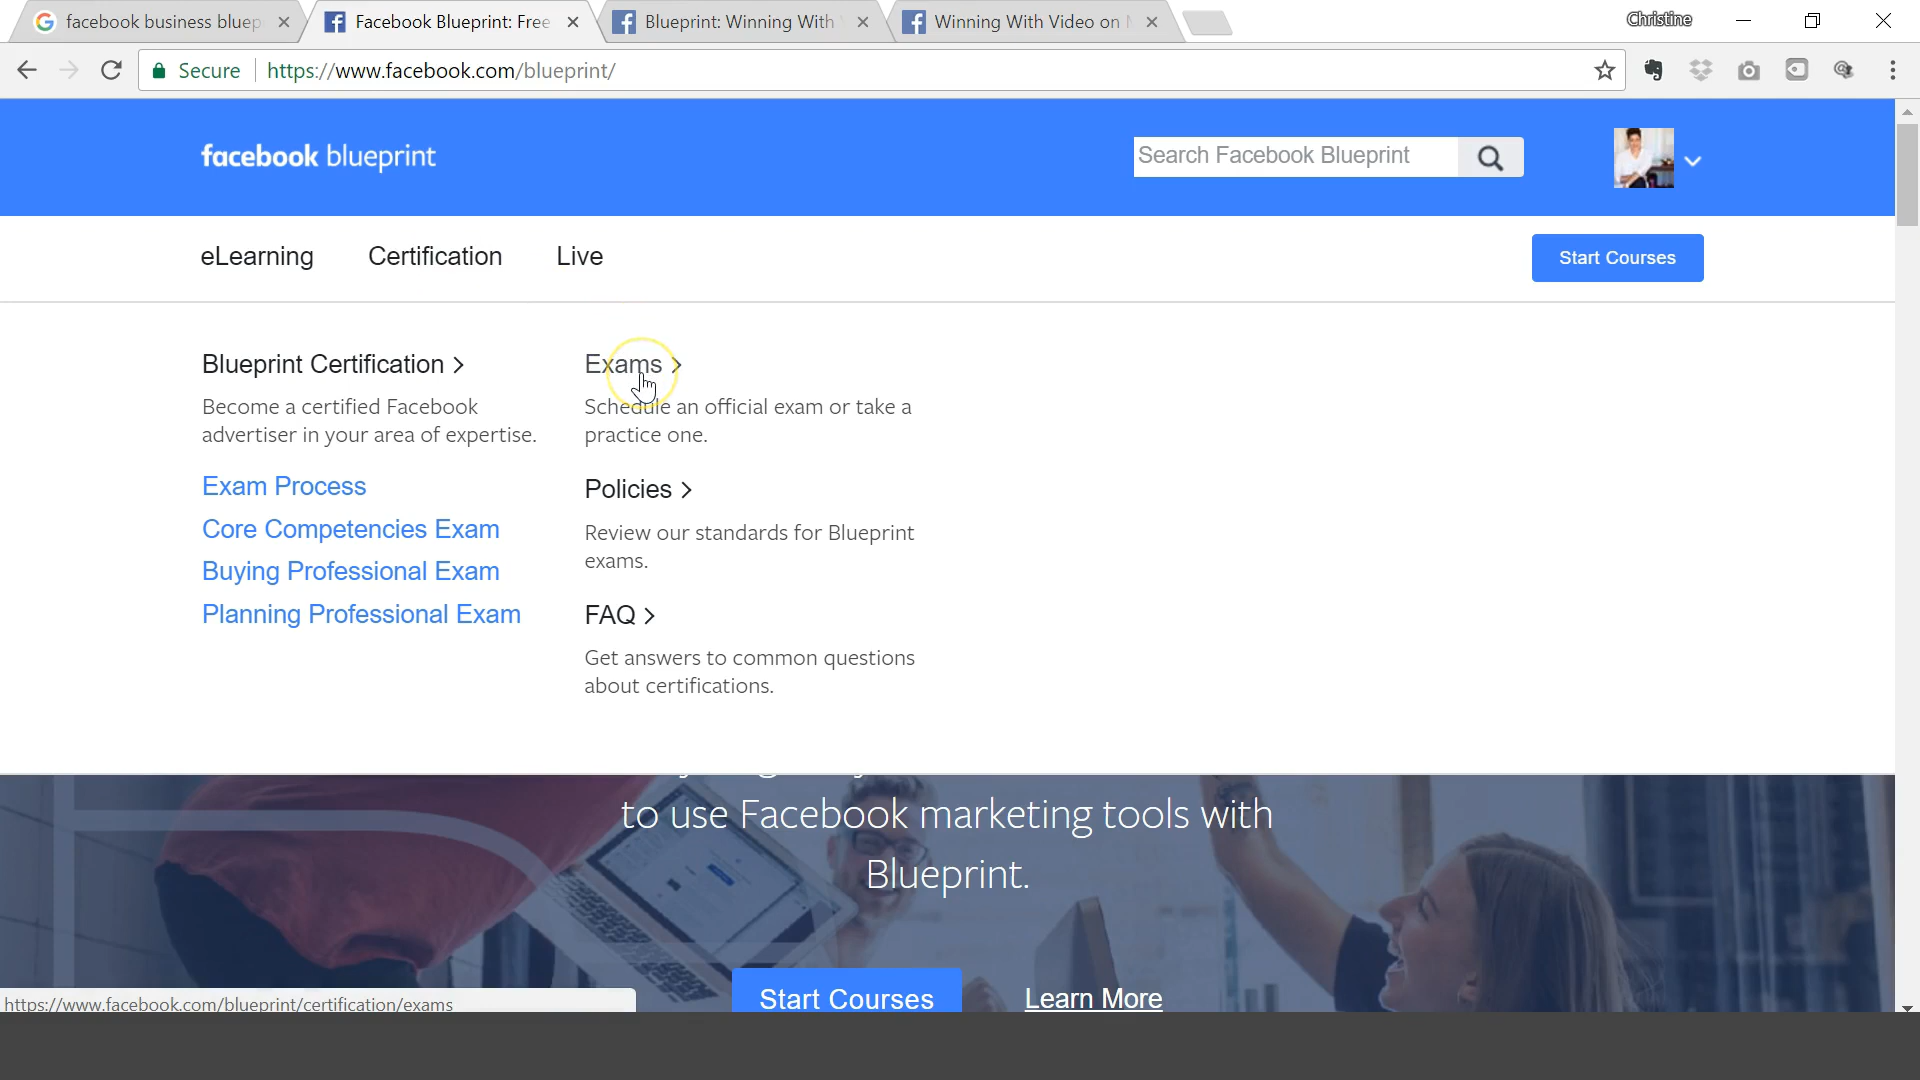 facebook business bluep
Facebook Blueprint: Free
Blueprint: Winning With
Winning With Video on
Christine
Secure
https://www.facebook.com/blueprint/
facebook blueprint
Search Facebook Blueprint
eLearning
Certification
Live
Start Courses
Blueprint Certification >
Become a certified Facebook
advertiser in your area of expertise.
Exam Process
Core Competencies Exam
Buying Professional Exam
Planning Professional Exam
Exams >
Schedule an official exam or take a
practice one.
Policies >
Review our standards for Blueprint
exams.
FAQ >
Get answers to common questions
about certifications.
to use Facebook marketing tools with
Blueprint.
Start Courses
Learn More
https://www.facebook.com/blueprint/certification/exams